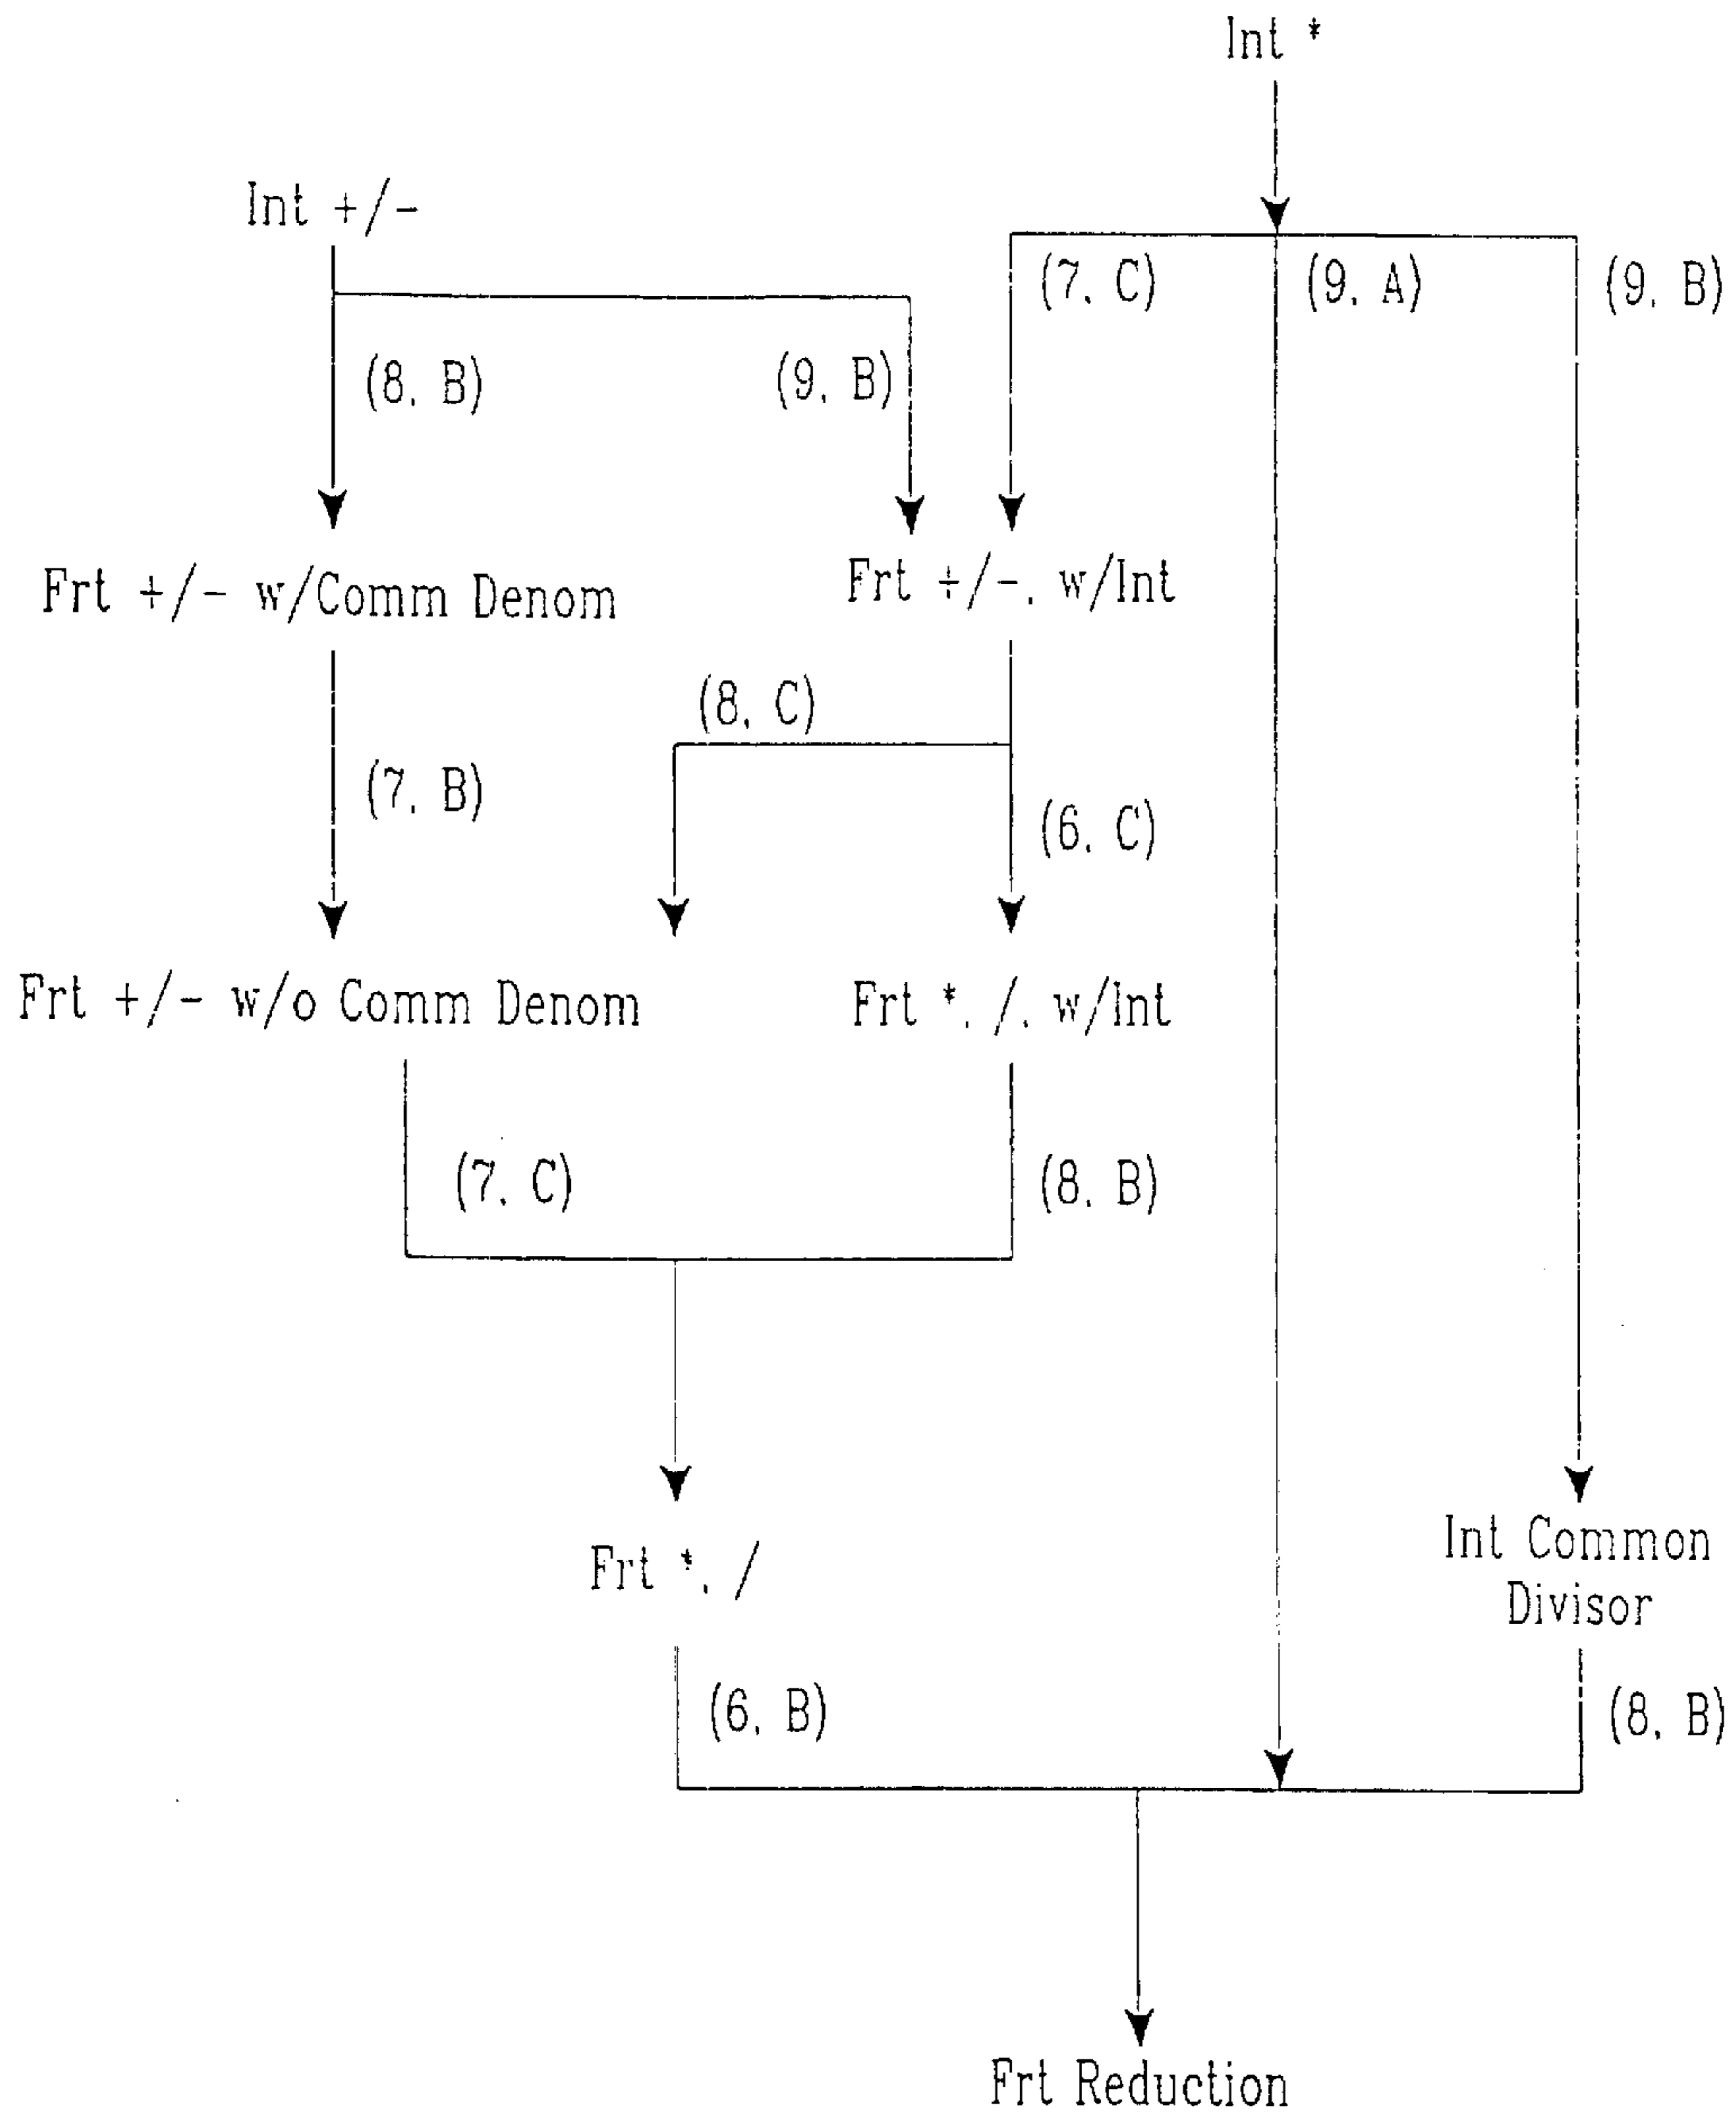 Int *
Int +/-
(7, C)
(9, A)
(9, B)
(8, B)
(9, B)
Frt +/- w/Comm Denom
Frt +/-, w/Int
(8, C)
(7, B)
(6, C)
Frt +/- w/o Comm Denom
Frt *, /, w/Int
(7, C)
(8, B)
Frt *, /
Int Common
Divisor
(6, B)
(8, B)
Frt Reduction